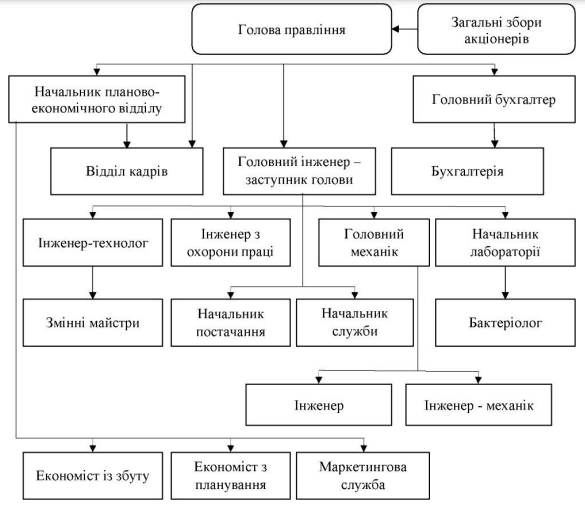 Голова правління
Загальні збори
акціонерів
Начальник планово-
економічного відділу
Головний бухгалтер
Відділ кадрів
Головний інженер –
заступник голови
Бухгалтерія
Інженер-технолог
Інженер з
охорони праці
Головний
механік
Начальник
лабораторії
Змінні майстри
Начальник
постачання
Начальник
служби
Бактеріолог
Інженер
Інженер - механік
Економіст із збуту
Економіст з
планування
Маркетингова
служба